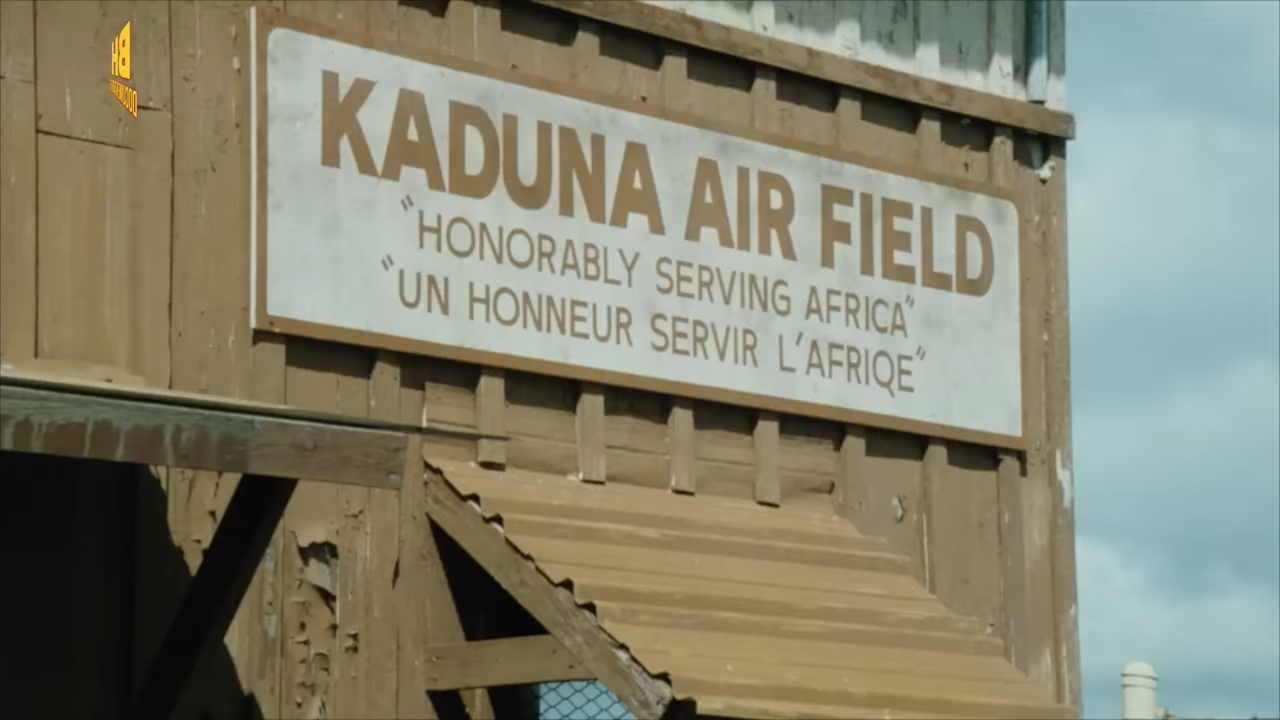 KADUNA AIR FIELD
"HONORABLY SERVING AFRICA"
"UN HONNEUR SERVIR L'AFRIQE"